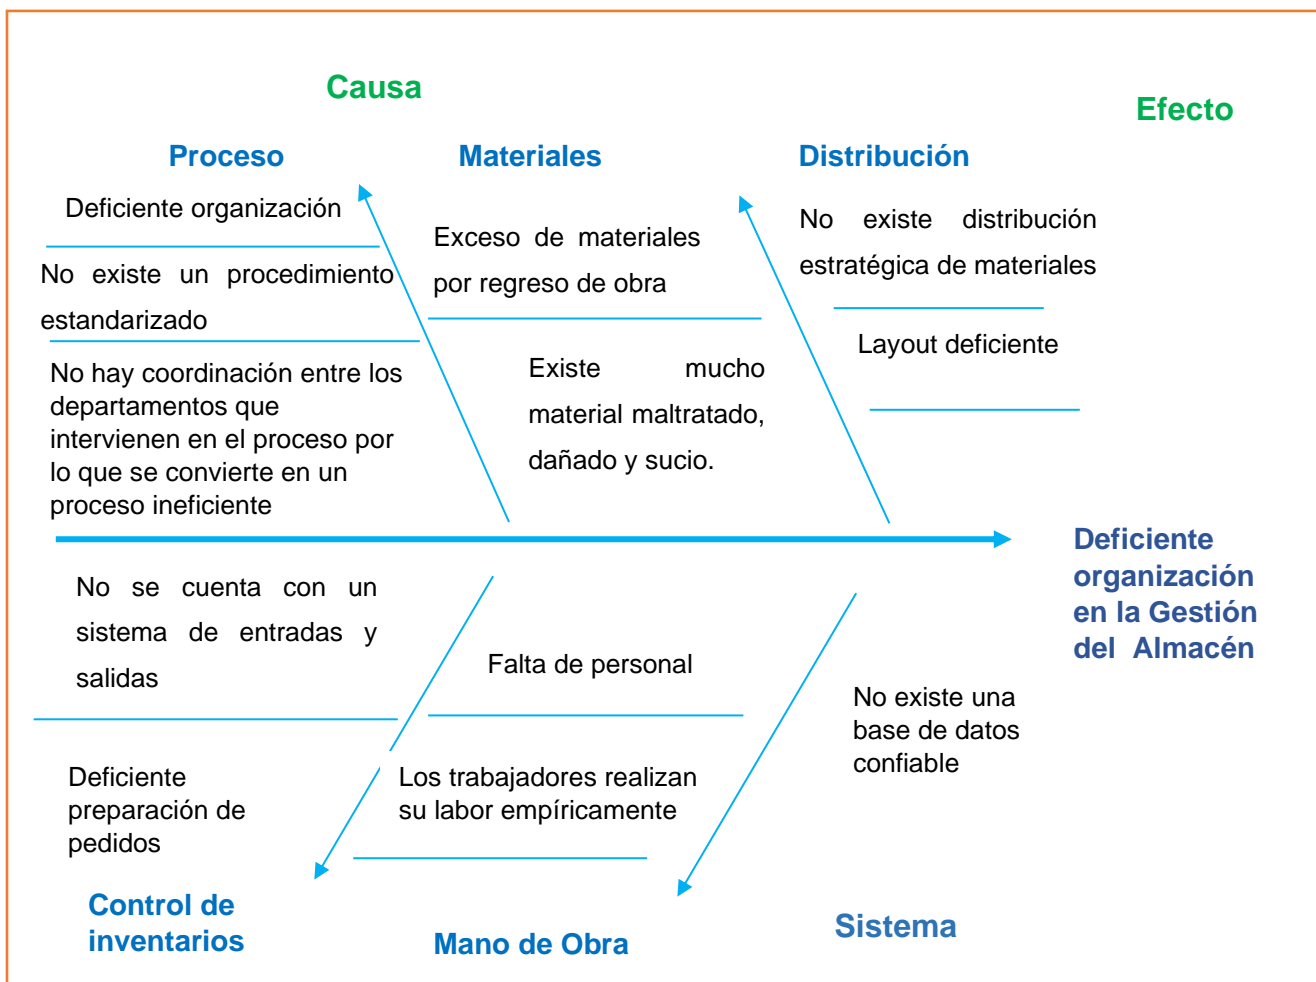 Causa
Efecto
Proceso
Materiales
Distribución
Deficiente organización
No existe un procedimiento
estandarizado
No hay coordinación entre los
departamentos que
intervienen en el proceso por
lo que se convierte en un
proceso ineficiente
Exceso de materiales
por regreso de obra
Existe mucho
material maltratado,
dañado y sucio.
No existe distribución
estratégica de materiales
Layout deficiente
Deficiente
organización
en la Gestión
del Almacén
No se cuenta con un
sistema de entradas y
salidas
Deficiente
preparación de
pedidos
Falta de personal
Los trabajadores realizan
su labor empíricamente
No existe una
base de datos
confiable
Control de
inventarios
Mano de Obra
Sistema